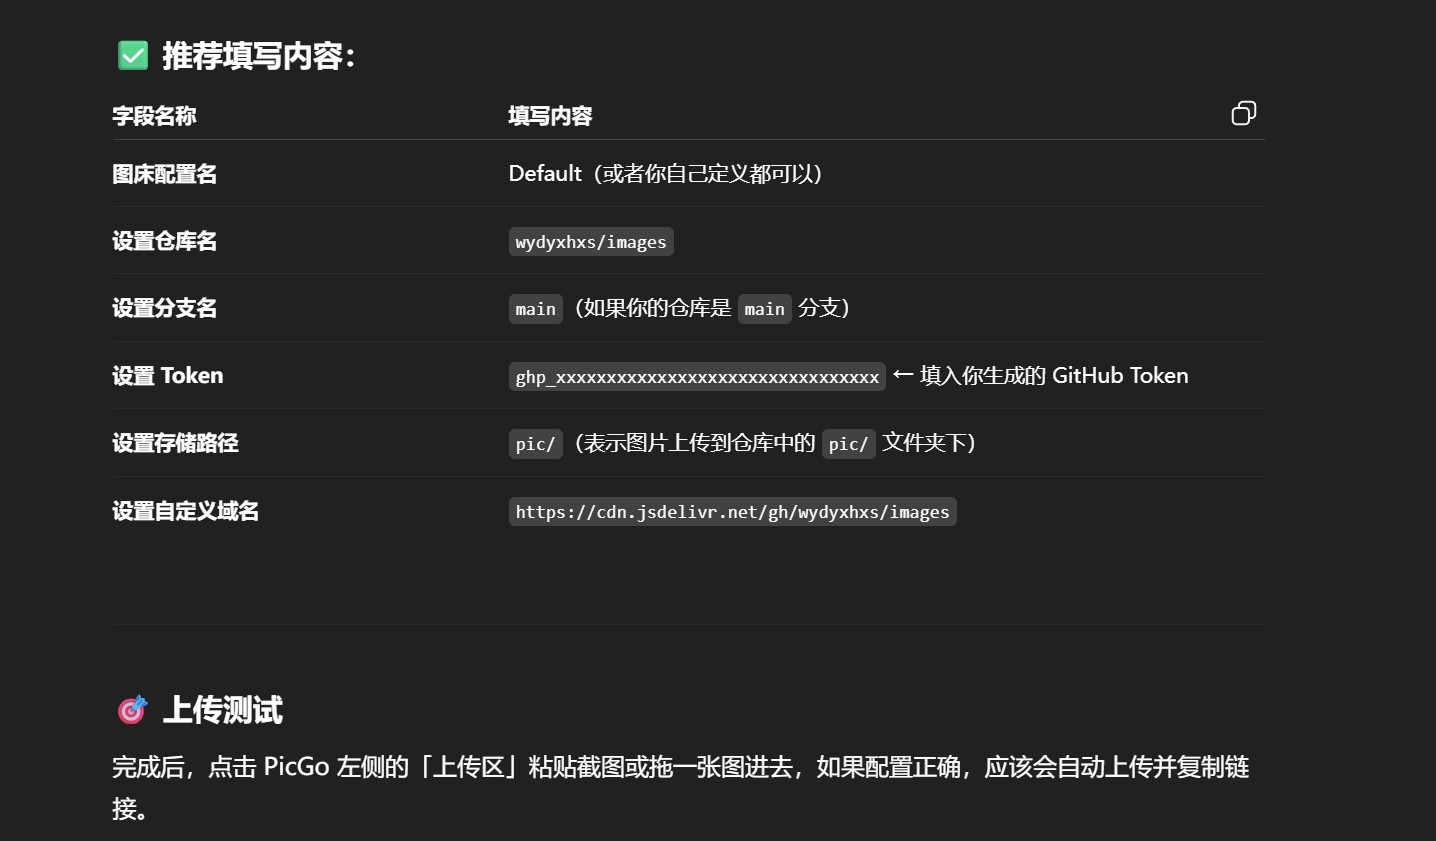 ✅ 推荐填写内容：
字段名称 填写内容
图床配置名 Default（或者你自己定义都可以）
设置仓库名 wydyxhxs/images
设置分支名 main（如果你的仓库是 main 分支）
设置 Token ghp_xxxxxxxxxxxxxxxxxxxxxxxxxxxxxxxx ← 填入你生成的 GitHub Token
设置存储路径 pic/（表示图片上传到仓库中的 pic/ 文件夹下）
设置自定义域名 https://cdn.jsdelivr.net/gh/wydyxhxs/images
🎯 上传测试
完成后，点击 PicGo 左侧的「上传区」粘贴截图或拖一张图进去，如果配置正确，应该会自动上传并复制链
接。